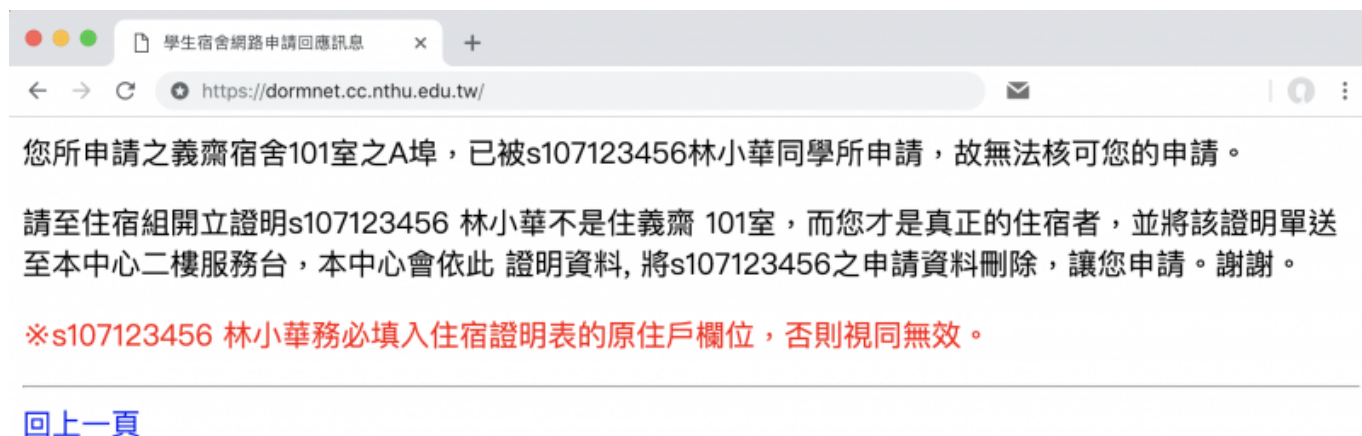 學生宿舍網路申請回應訊息
https://dormnet.cc.nthu.edu.tw/
您所申請之義齋宿舍101室之A埠，已被s107123456林小華同學所申請，故無法核可您的申請。
請至住宿組開立證明s107123456 林小華不是住義齋 101室，而您才是真正的住宿者，並將該證明單送
至本中心二樓服務台，本中心會依此 證明資料, 將s107123456之申請資料刪除，讓您申請。謝謝。
※s107123456 林小華務必填入住宿證明表的原住戶欄位，否則視同無效。
回上一頁